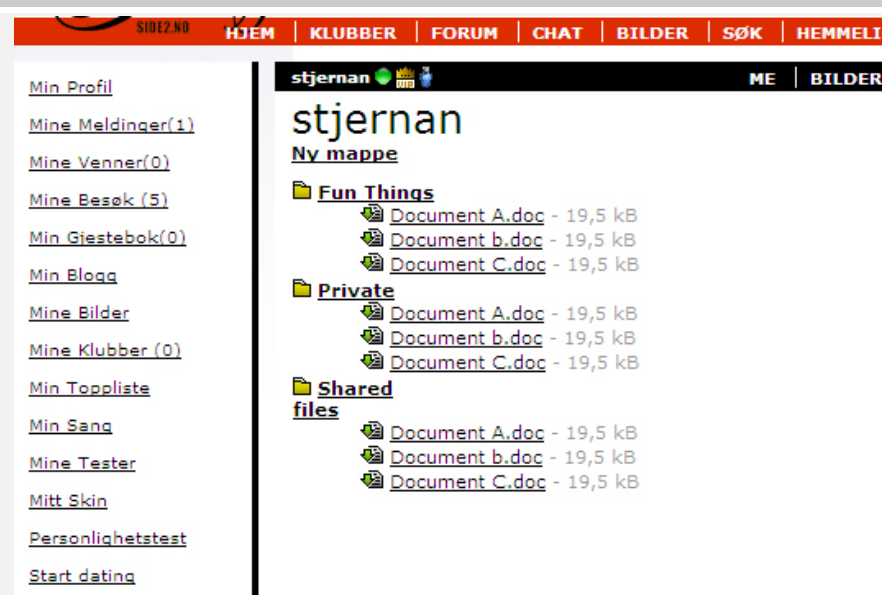 SIDE2.NO
HJEM | KLUBBER | FORUM | CHAT | BILDER | SØK | HEMMELI
Min Profil
Mine Meldinger(1)
Mine Venner(0)
Mine Besøk (5)
Min Gjestebok(0)
Min Blogg
Mine Bilder
Mine Klubber (0)
Min Toppliste
Min Sang
Mine Tester
Mitt Skin
Personlighetstest
Start dating
stjernan VIP ME | BILDER
stjernan
Ny mappe
Fun Things
Document A.doc - 19,5 kB
Document b.doc - 19,5 kB
Document C.doc - 19,5 kB
Private
Document A.doc - 19,5 kB
Document b.doc - 19,5 kB
Document C.doc - 19,5 kB
Shared
files
Document A.doc - 19,5 kB
Document b.doc - 19,5 kB
Document C.doc - 19,5 kB